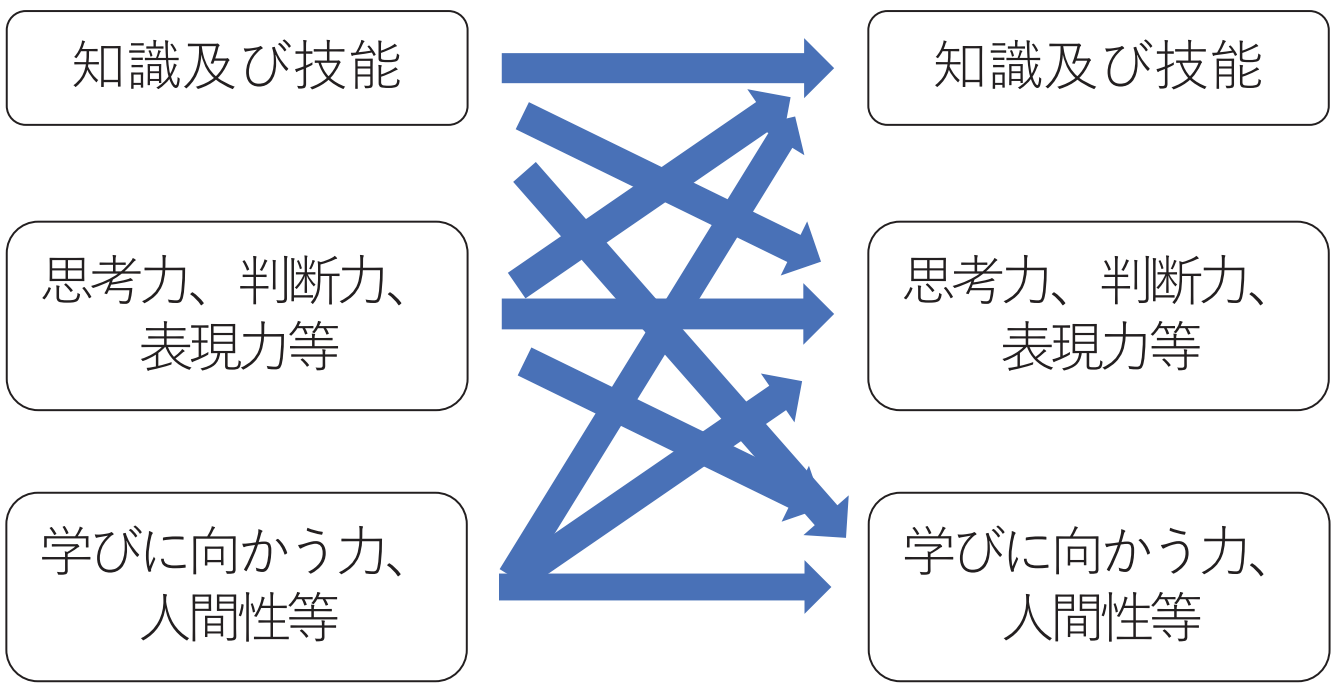 知識及び技能
知識及び技能
思考力、判断力、
表現力等
思考力、判断力、
表現力等
学びに向かう力、
人間性等
学びに向かう力、
人間性等